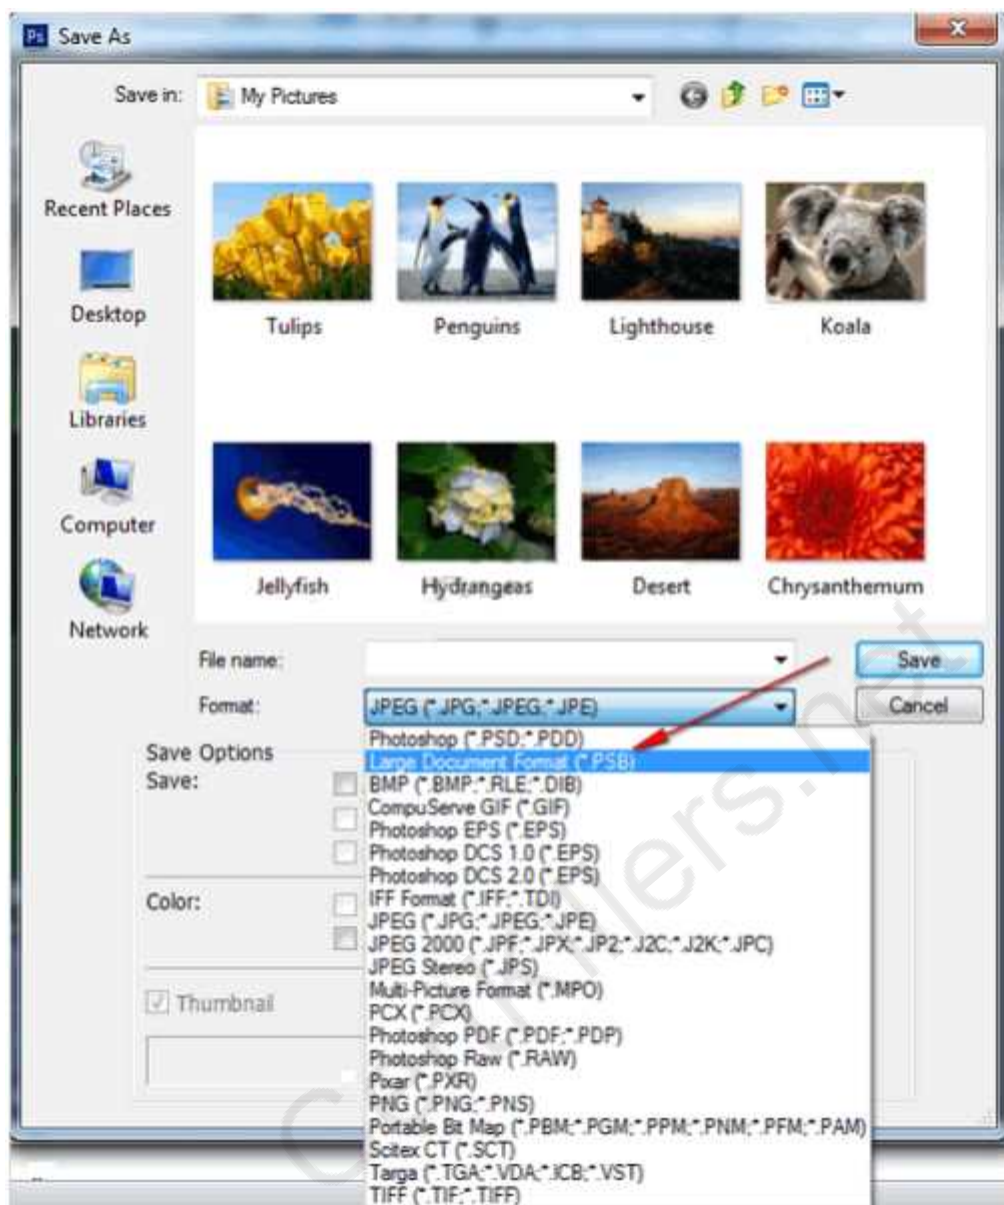 Ps Save As
Save in: My Pictures
Recent Places
Desktop
Libraries
Computer
Network
Tulips Penguins Lighthouse Koala
Jellyfish Hydrangeas Desert Chrysanthemum
File name: Save
Format: JPEG (*.JPG;*.JPEG;*.JPE) Cancel
Save Options
Save:
Color:
Thumbnail
Photoshop (*.PSD;*.PDD)
Large Document Format (*.PSB)
BMP (*.BMP;*.RLE;*.DIB)
CompuServe GIF (*.GIF)
Photoshop EPS (*.EPS)
Photoshop DCS 1.0 (*.EPS)
Photoshop DCS 2.0 (*.EPS)
IFF Format (*.IFF;*.TDI)
JPEG (*.JPG;*.JPEG;*.JPE)
JPEG 2000 (*.JPF;*.JPX;*.JP2;*.J2C;*.J2K;*.JPC)
JPEG Stereo (*.JPS)
Multi-Picture Format (*.MPO)
PCX (*.PCX)
Photoshop PDF (*.PDF;*.PDP)
Photoshop Raw (*.RAW)
Pixar (*.PXR)
PNG (*.PNG;*.PNS)
Portable Bit Map (*.PBM;*.PGM;*.PPM;*.PNM;*.PFM;*.PAM)
Scitex CT (*.SCT)
Targa (*.TGA;*.VDA;*.ICB;*.VST)
TIFF (*.TIF;*.TIFF)